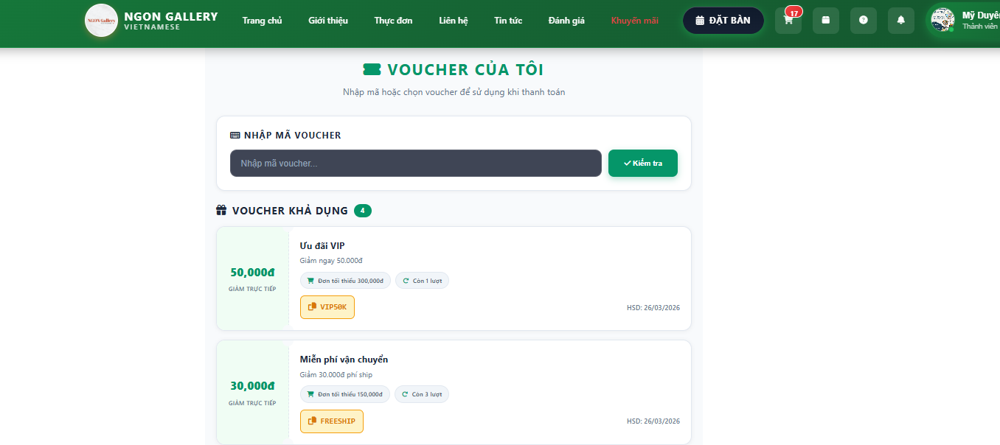 NGON Gallery
NGON GALLERY
VIETNAMESE
Trang chủ
Giới thiệu
Thực đơn
Liên hệ
Tin tức
Đánh giá
Khuyến mãi
ĐẶT BÀN
17
Mỹ Duyê
Thành viên
VOUCHER CỦA TÔI
Nhập mã hoặc chọn voucher để sử dụng khi thanh toán
NHẬP MÃ VOUCHER
Nhập mã voucher...
Kiểm tra
VOUCHER KHẢ DỤNG 4
50,000đ
GIẢM TRỰC TIẾP
Ưu đãi VIP
Giảm ngay 50.000đ
Đơn tối thiểu 300,000đ
Còn 1 lượt
VIP50K
HSD: 26/03/2026
30,000đ
GIẢM TRỰC TIẾP
Miễn phí vận chuyển
Giảm 30.000đ phí ship
Đơn tối thiểu 150,000đ
Còn 3 lượt
FREESHIP
HSD: 26/03/2026